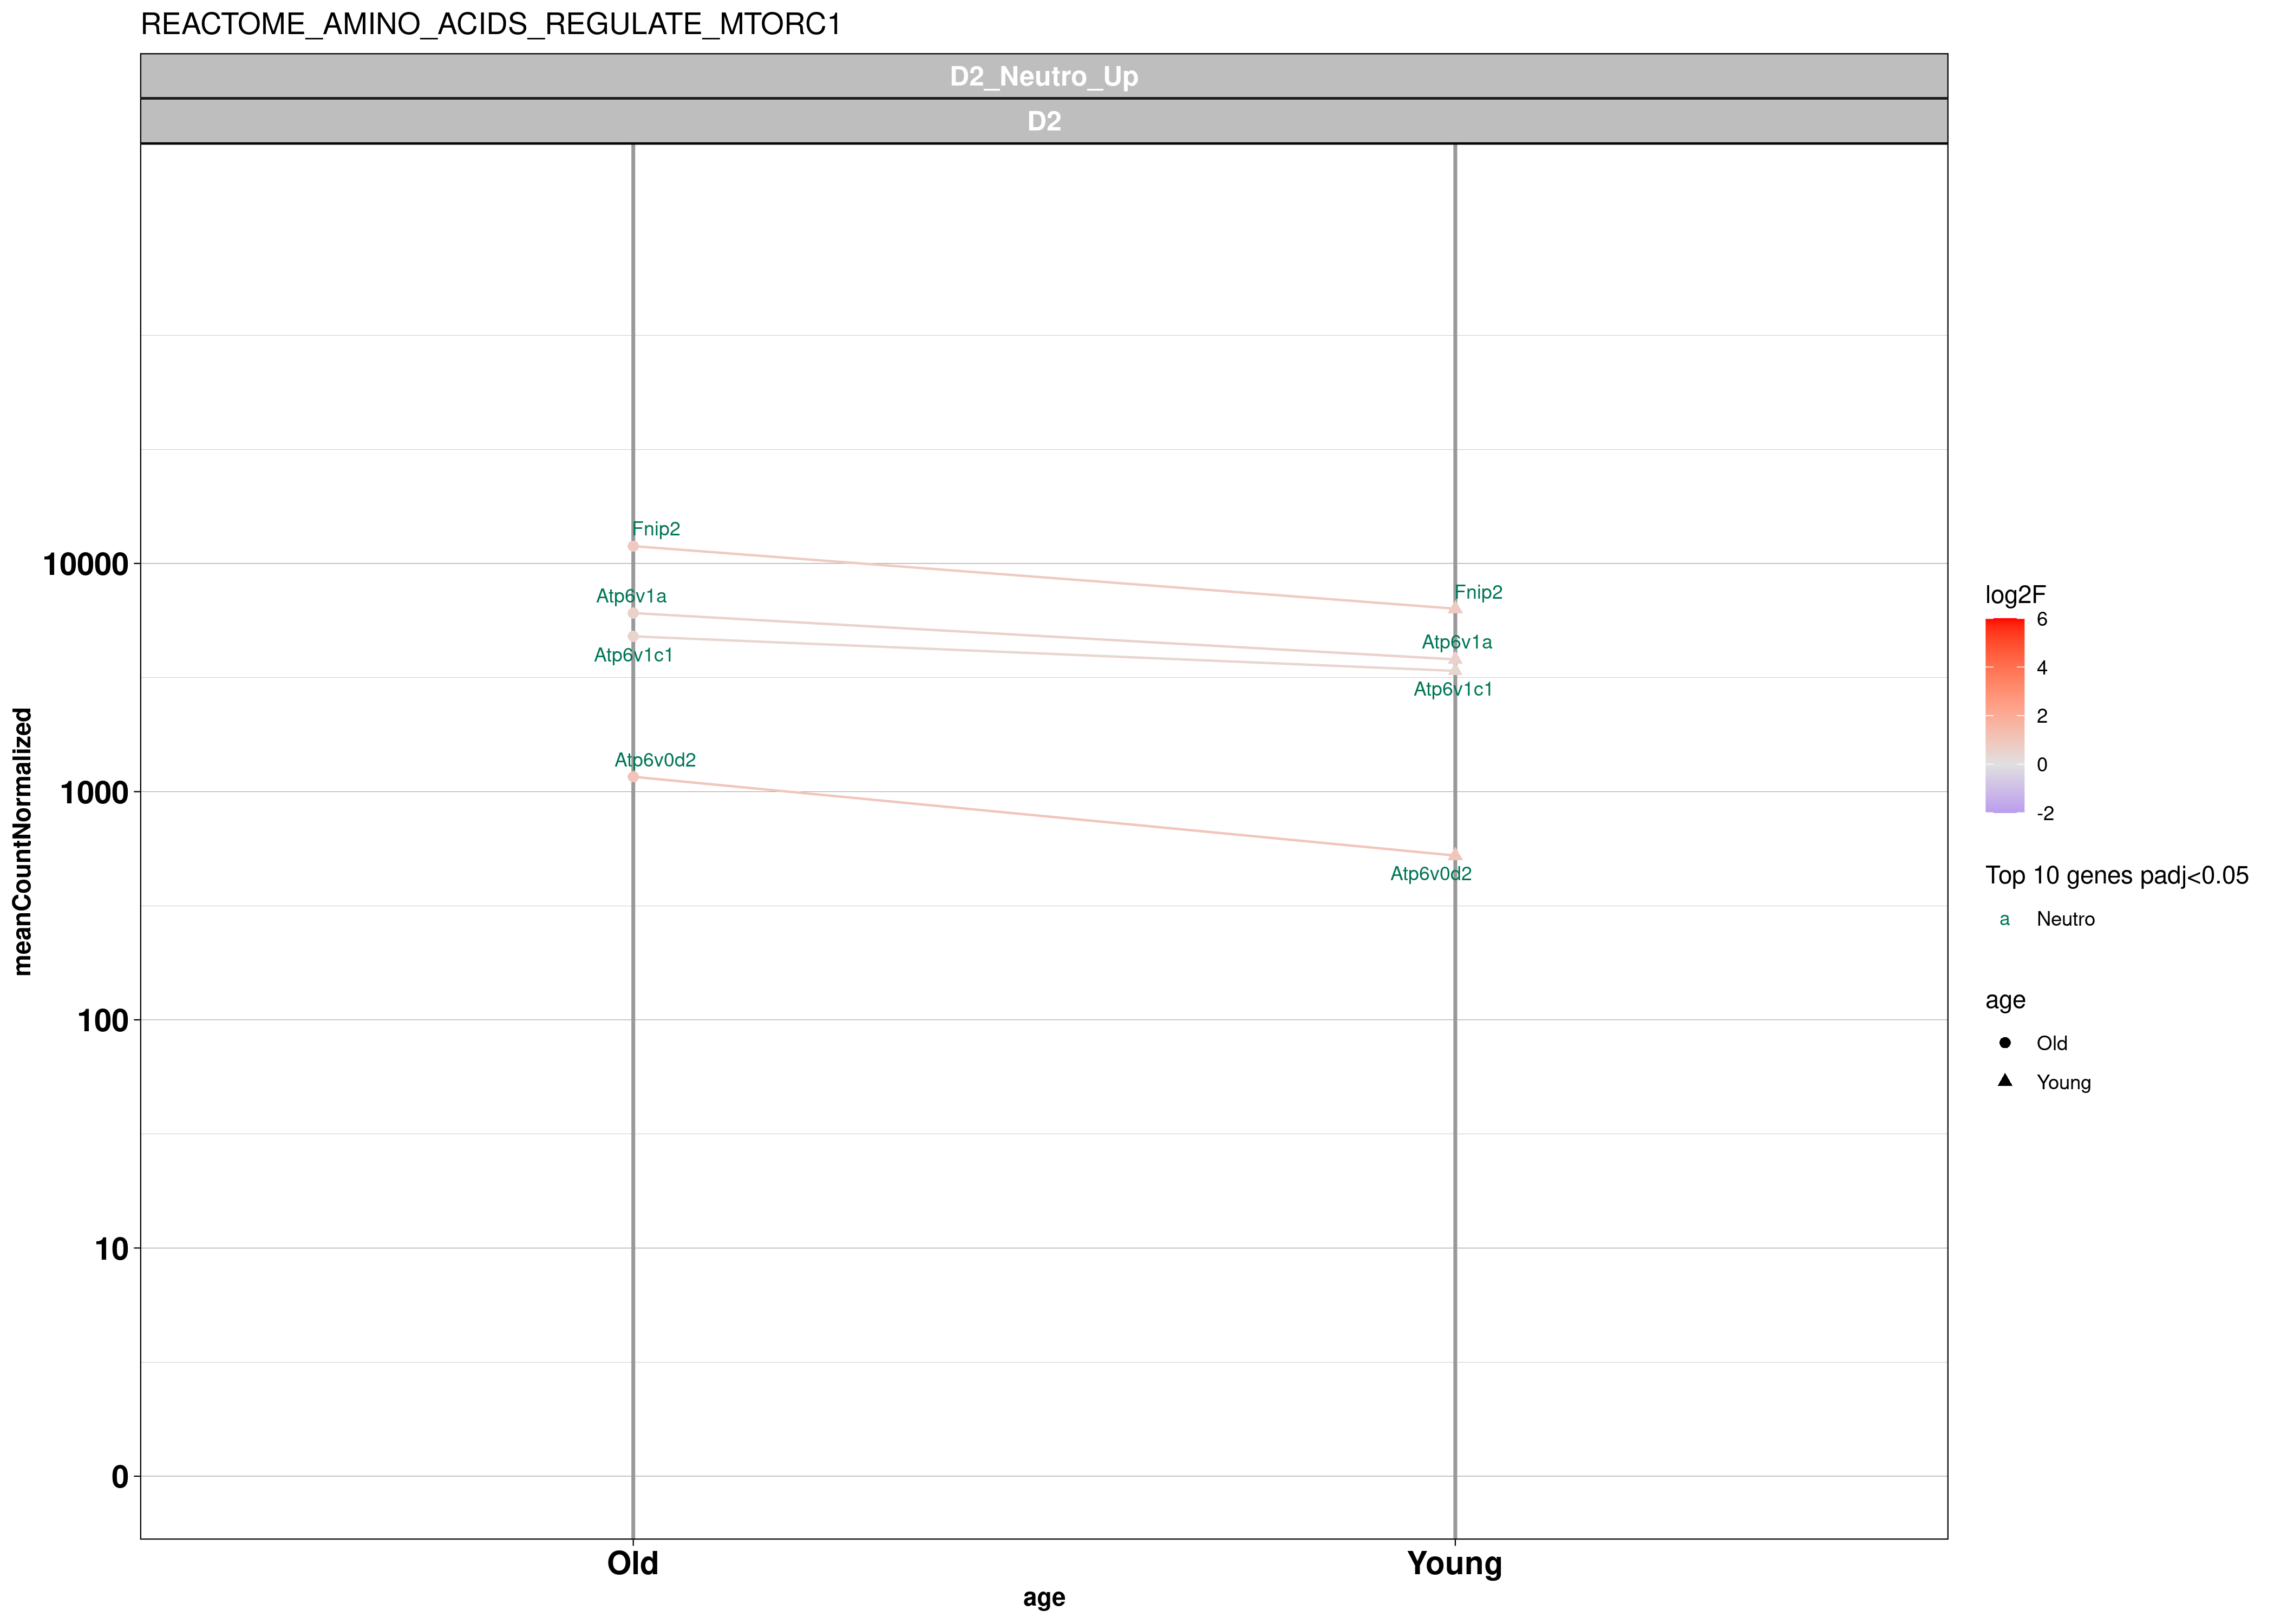 REACTOME_AMINO_ACIDS_REGULATE_MTORC1
D2_Neutro_Up
D2
meanCountNormalized
10000
1000
100
10
0
Fnip2
Atp6v1a
Atp6v1c1
Atp6v0d2
Fnip2
Atp6v1a
Atp6v1c1
Atp6v0d2
Old
Young
age
log2F
6
4
2
0
-2
Top 10 genes padj<0.05
a Neutro
age
Old
Young